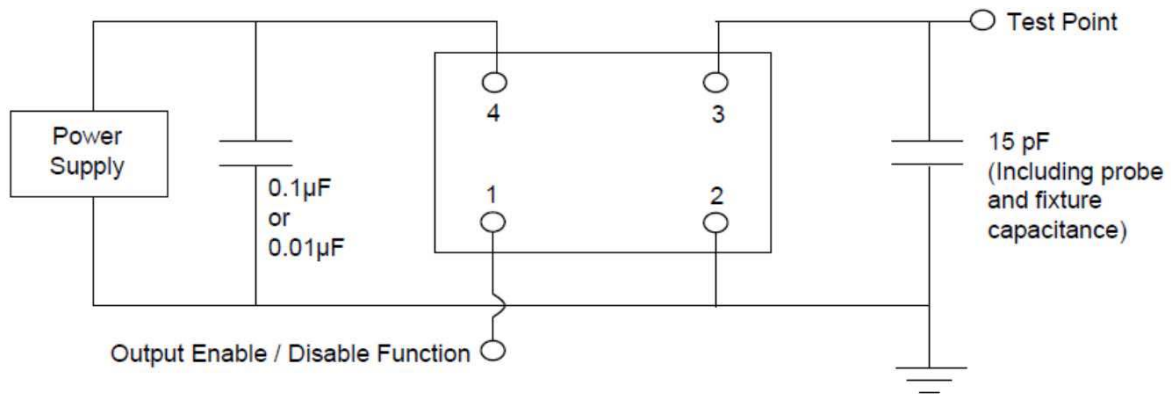 Test Point
Power
Supply
4
3
0.1µF
or
0.01µF
1
2
15 pF
(Including probe
and fixture
capacitance)
Output Enable / Disable Function